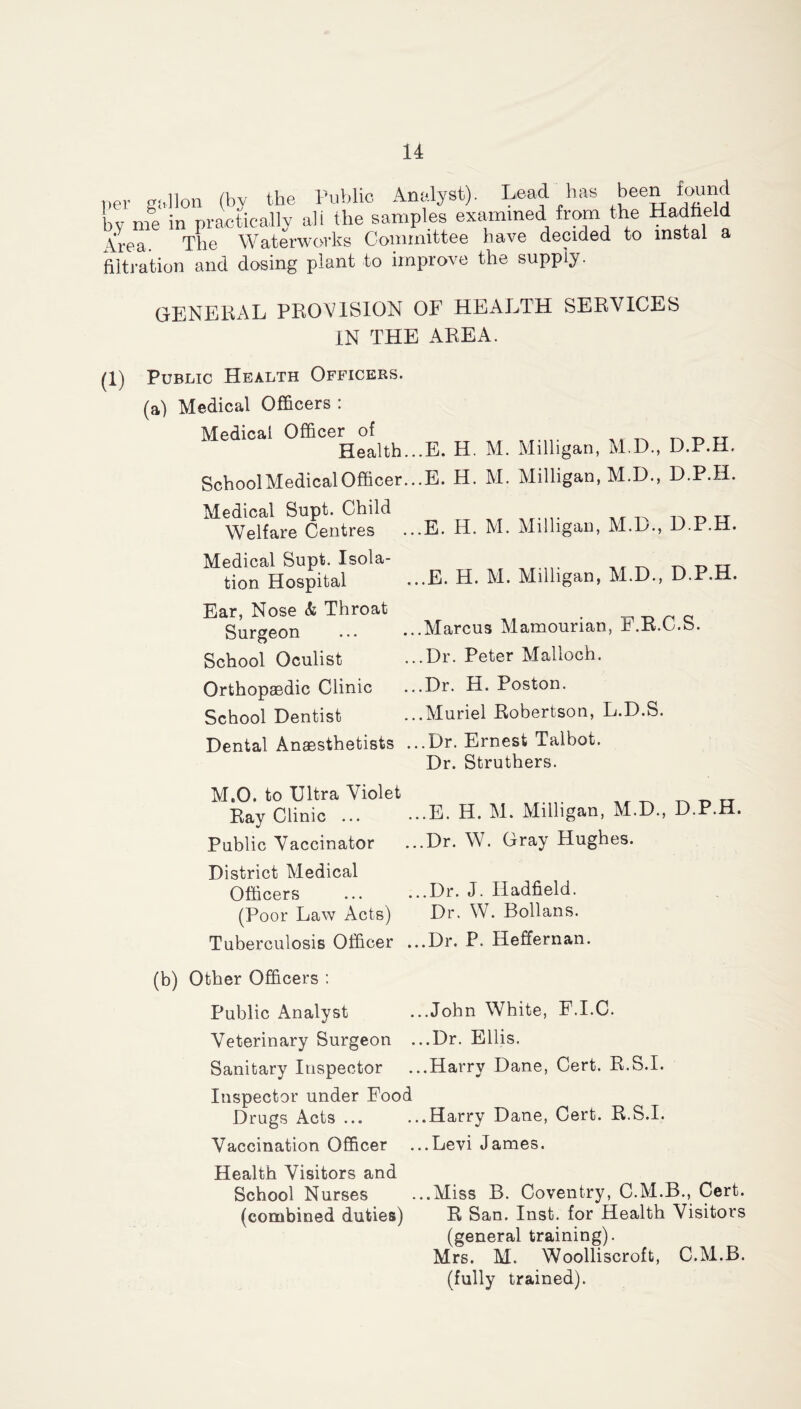 14
per gallon (by the Public Analyst). Lead has been found
by me in practically all the samples examined from the Hadfield
Area. The Waterworks Committee have decided to instal a
filtration and dosing plant to improve the supply.
GENERAL PROVISION OF HEALTH SERVICES
IN THE AREA.
(1) Public Health Officers.
(a) Medical Officers :
Medical Officer of
Health...E. H. M. Milligan, M.D., D.P.H.
School Medical Officer...E. H. M. Milligan, M.D., D.P.H.
Medical Supt. Child
Welfare Centres ...E. H. M. Milligan, M.D., D.P.H.
Medical Supt. Isola-
tion Hospital ...E. H. M. Milligan, M.D., D.P.H.
Ear, Nose & Throat
Surgeon ... ...Marcus Mamourian, F.R.C.S.
School Oculist ...Dr. Peter Malloch.
Orthopædic Clinic ...Dr. H. Poston.
School Dentist ...Muriel Robertson, L.D.S.
Dental Anæsthetists ...Dr. Ernest Talbot.
Dr. Struthers.
M.O. to Ultra Violet
Ray Clinic ... ...E. H. M. Milligan, M.D., D.P.H.
Public Vaccinator ...Dr. W. Gray Hughes.
District Medical
Officers ... ...Dr. J. Hadfield.
(Poor Law Acts) Dr. W. Bollans.
Tuberculosis Officer ...Dr. P. Heffernan.
(b) Other Officers :
Public Analyst ...John White, F.I.C.
Veterinary Surgeon ...Dr. Ellis.
Sanitary Inspector ...Harry Dane, Cert. R.S.I.
Inspector under Food
Drugs Acts ... ...Harry Dane, Cert. R.S.I.
Vaccination Officer ...Levi James.
Health Visitors and
School Nurses ...Miss B. Coventry, C.M.B., Cert.
(combined duties) R San. Inst. for Health Visitors
(general training).
Mrs. M. Woolliscroft, C.M.B.
(fully trained).